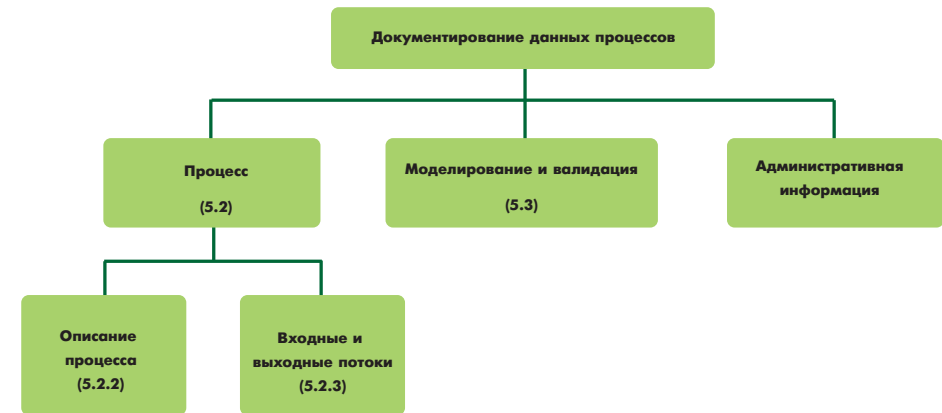 Документирование данных процессов
Процесс
(5.2)
Моделирование и валидация
(5.3)
Административная
информация
Описание
процесса
(5.2.2)
Входные и
выходные потоки
(5.2.3)